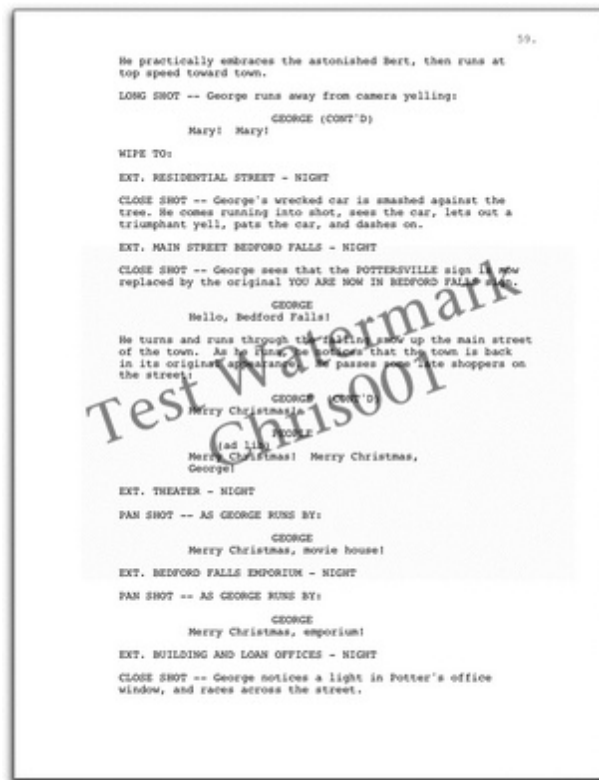 59.
He practically embraces the astonished Bert, then runs at
top speed toward town.
LONG SHOT -- George runs away from camera yelling:
GEORGE (CONT'D)
Mary! Mary!
WIPE TO:
EXT. RESIDENTIAL STREET - NIGHT
CLOSE SHOT -- George's wrecked car is smashed against the
tree. He comes running into shot, sees the car, lets out a
triumphant yell, pats the car, and dashes on.
EXT. MAIN STREET BEDFORD FALLS - NIGHT
CLOSE SHOT -- George sees that the POTTERSVILLE sign is now
replaced by the original YOU ARE NOW IN BEDFORD FALLS sign.
GEORGE
Hello, Bedford Falls!
He turns and runs through the falling snow up the main street
of the town. As he runs, he notices that the town is back
in its original appearance. He passes some late shoppers on
the street:
GEORGE (CONT'D)
Merry Christmas!
PEOPLE
(ad lib)
Merry Christmas! Merry Christmas,
George!
EXT. THEATER - NIGHT
PAN SHOT -- AS GEORGE RUNS BY:
GEORGE
Merry Christmas, movie house!
EXT. BEDFORD FALLS EMPORIUM - NIGHT
PAN SHOT -- AS GEORGE RUNS BY:
GEORGE
Merry Christmas, emporium!
EXT. BUILDING AND LOAN OFFICES - NIGHT
CLOSE SHOT -- George notices a light in Potter's office
window, and races across the street.
Test Watermark
Chris001